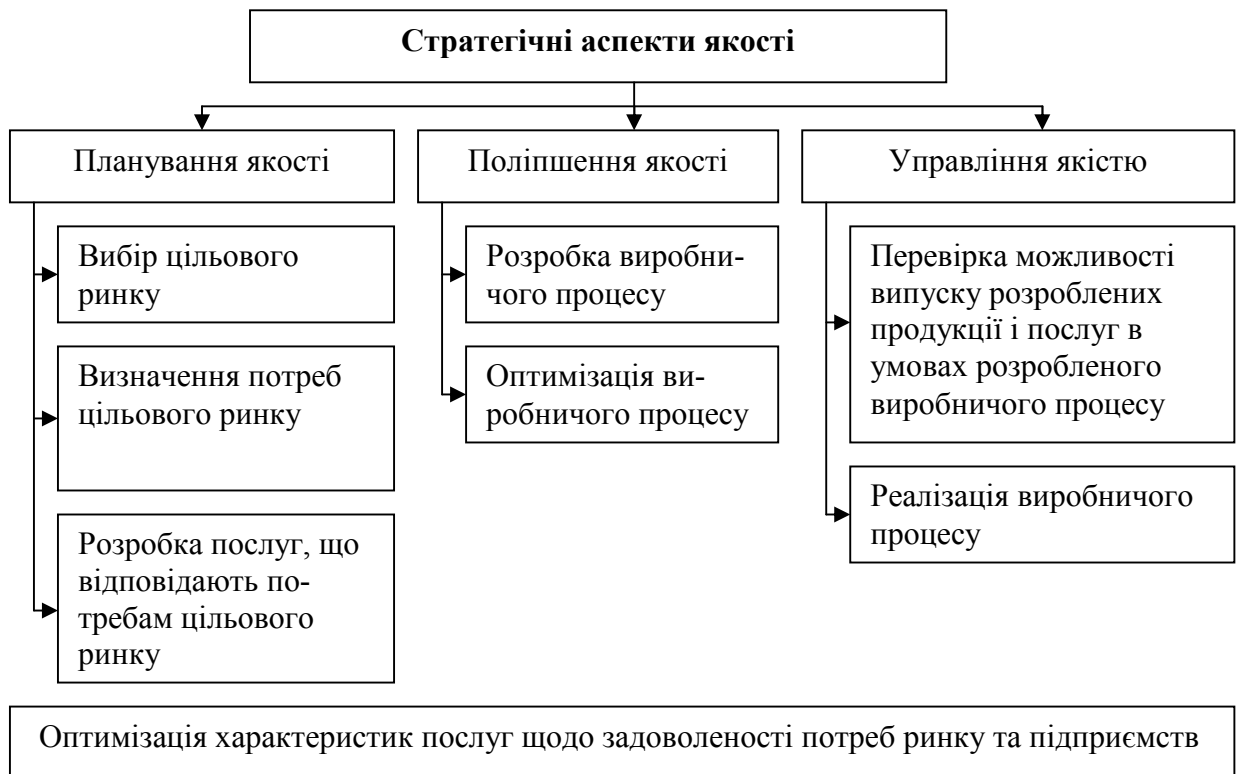 Стратегічні аспекти якості
Планування якості
Вибір цільового
ринку
Визначення потреб
цільового ринку
Розробка послуг, що
відповідають по-
требам цільового
ринку
Поліпшення якості
Розробка виробни-
чого процесу
Оптимізація ви-
робничого процесу
Управління якістю
Перевірка можливості
випуску розроблених
продукції і послуг в
умовах розробленого
виробничого процесу
Реалізація виробничого
процесу
Оптимізація характеристик послуг щодо задоволеності потреб ринку та підприємств